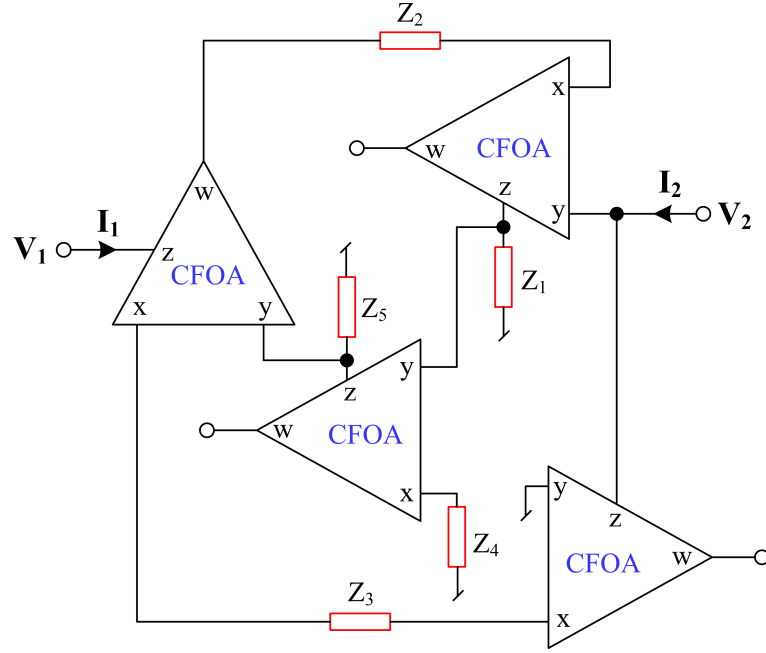 Z₂
x
CFOA
w
z
y
I₂
V₂
w
I₁
V₁
z
CFOA
x
y
Z₁
Z₅
y
z
CFOA
w
x
Z₄
y
z
CFOA
w
x
Z₃